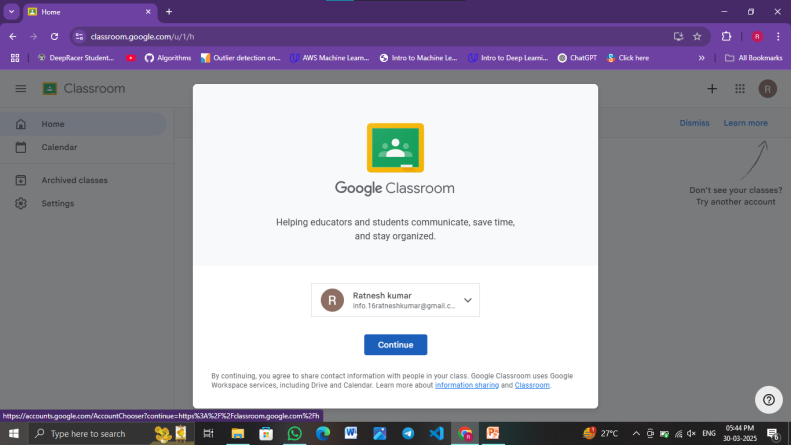 Home
classroom.google.com/u/1/h
R
DeepRacer Student...
Algorithms
Outlier detection on...
AWS Machine Learn...
Intro to Machine Le...
Intro to Deep Learni...
ChatGPT
Click here
»
All Bookmarks
Classroom
R
Home
Calendar
Archived classes
Settings
Dismiss
Learn more
Don't see your classes?
Try another account
Google Classroom
Helping educators and students communicate, save time,
and stay organized.
R
Ratnesh kumar
info.16ratneshkumar@gmail.c...
Continue
By continuing, you agree to share contact information with people in your class. Google Classroom uses Google
Workspace services, including Drive and Calendar. Learn more about information sharing and Classroom.
https://accounts.google.com/AccountChooser?continue=https%3A%2F%2Fclassroom.google.com%2Fh
Type here to search
27°C
ENG
05:44 PM
30-03-2025
6